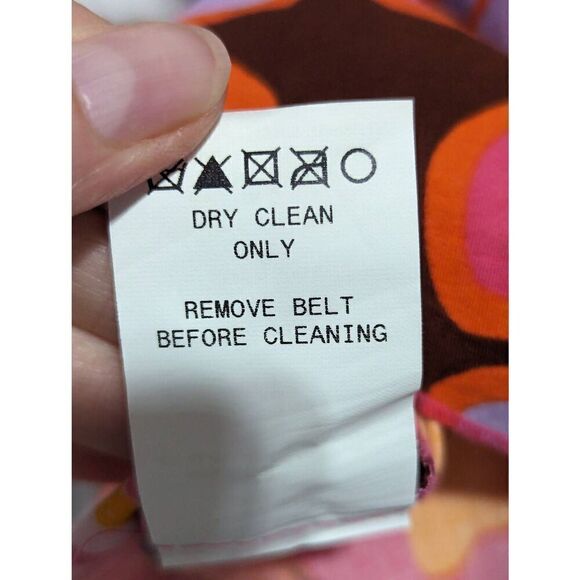 DRY CLEAN
ONLY
REMOVE BELT
BEFORE CLEANING